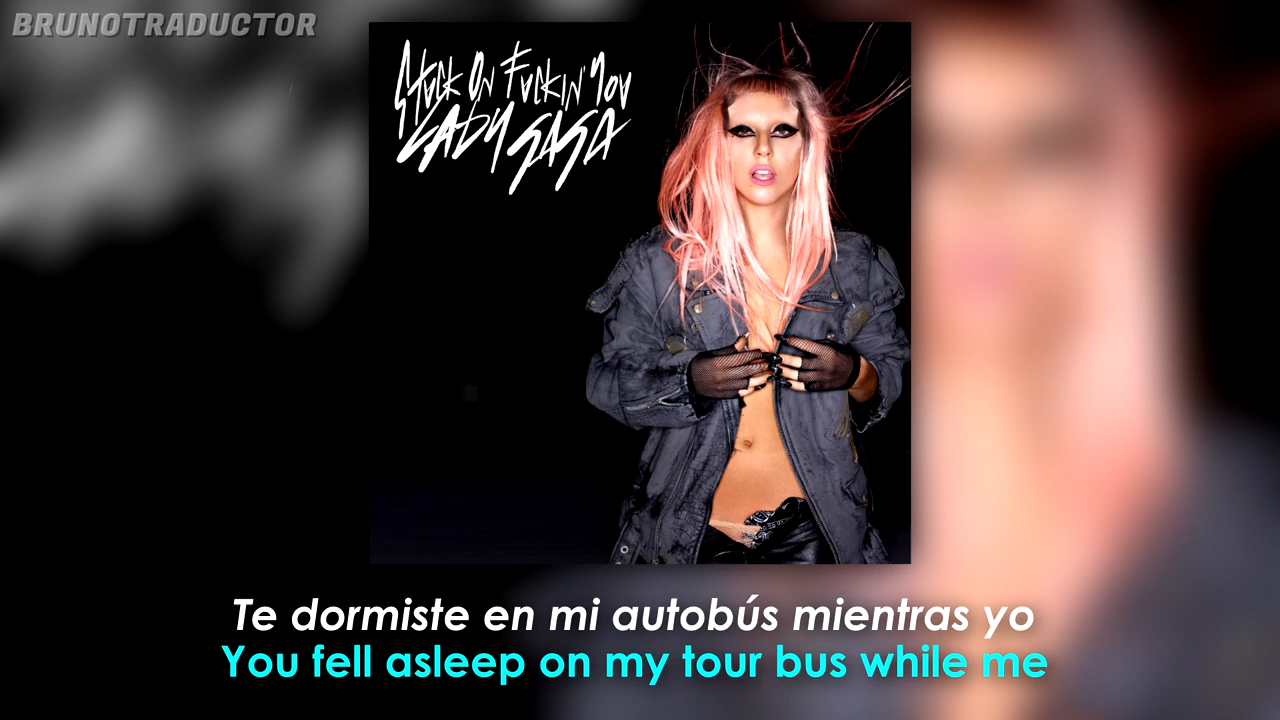 BRUNOTRADUCTOR
Stuck On Fuckin' You
LADY GAGA
Te dormiste en mi autobús mientras yo
You fell asleep on my tour bus while me